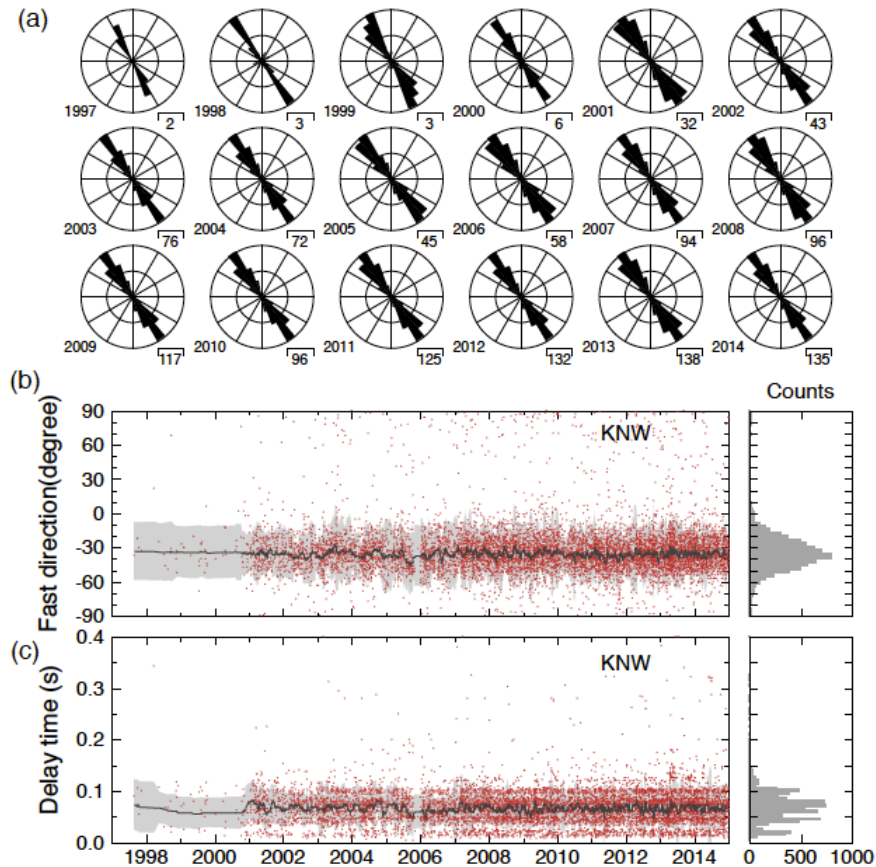 (a)
1997 2 1998 3 1999 3 2000 6 2001 32 2002 43
2003 76 2004 72 2005 45 2006 58 2007 94 2008 96
2009 117 2010 96 2011 125 2012 132 2013 138 2014 135
(b)
Counts
Fast direction(degree)
90
60
30
0
-30
-60
-90
KNW
(c)
Delay time (s)
0.4
0.3
0.2
0.1
0.0
KNW
1998 2000 2002 2004 2006 2008 2010 2012 2014
0 500 1000